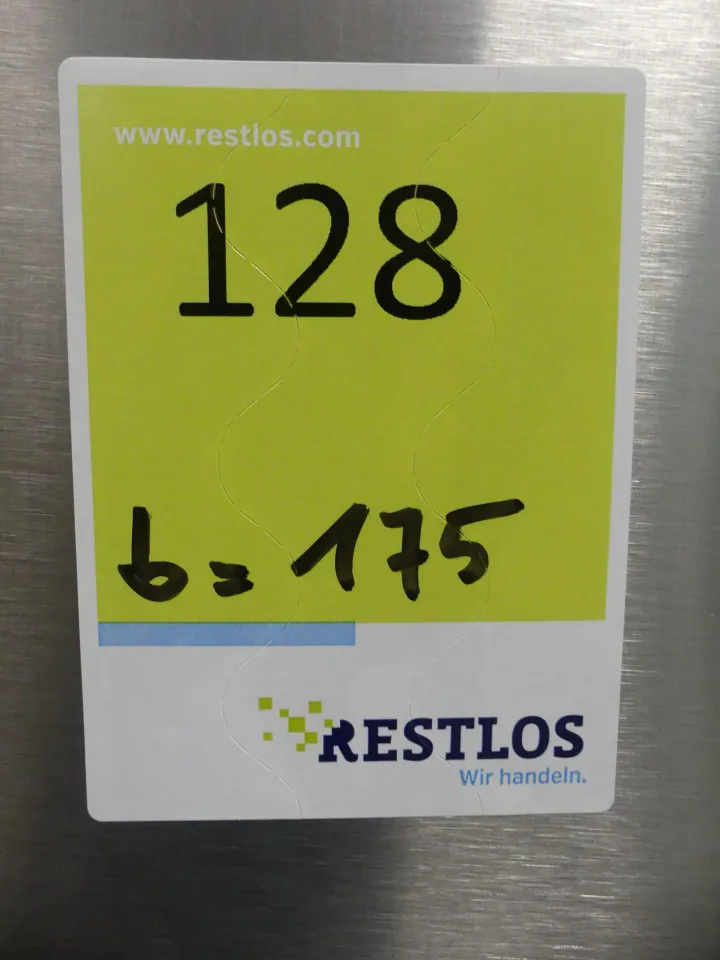 www.restlos.com
128
b = 175
RESTLOS
Wir handeln.